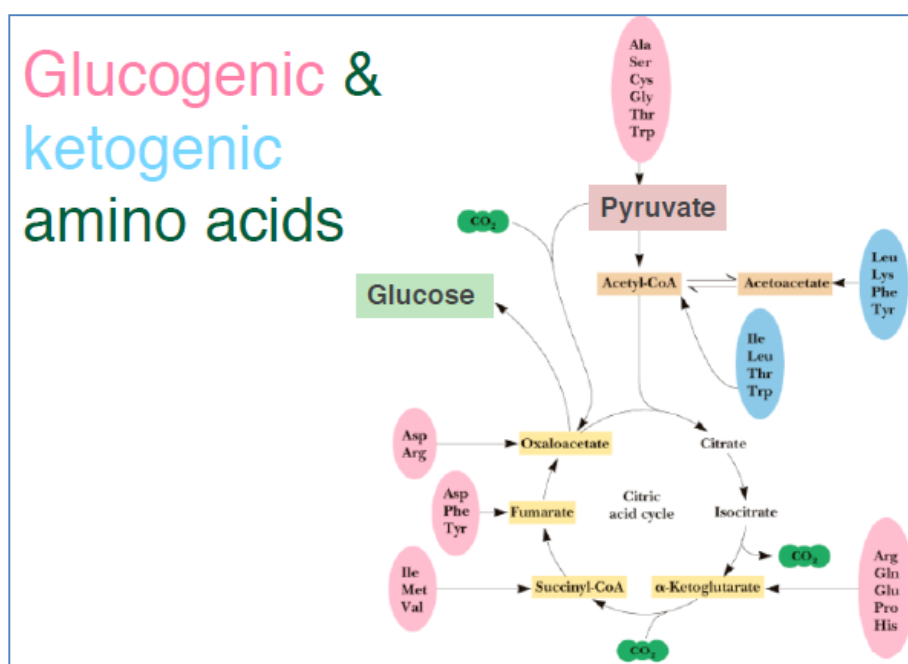 Glucogenic &
ketogenic
amino acids
Ala
Ser
Cys
Gly
Thr
Trp
Pyruvate
CO2
Acetyl-CoA
Acetoacetate
Leu
Lys
Phe
Tyr
Glucose
Ile
Leu
Thr
Trp
Asp
Arg
Oxaloacetate
Citrate
Asp
Phe
Tyr
Fumarate
Citric
acid cycle
Isocitrate
CO2
Arg
Gln
Glu
Pro
His
Ile
Met
Val
Succinyl-CoA
α-Ketoglutarate
CO2